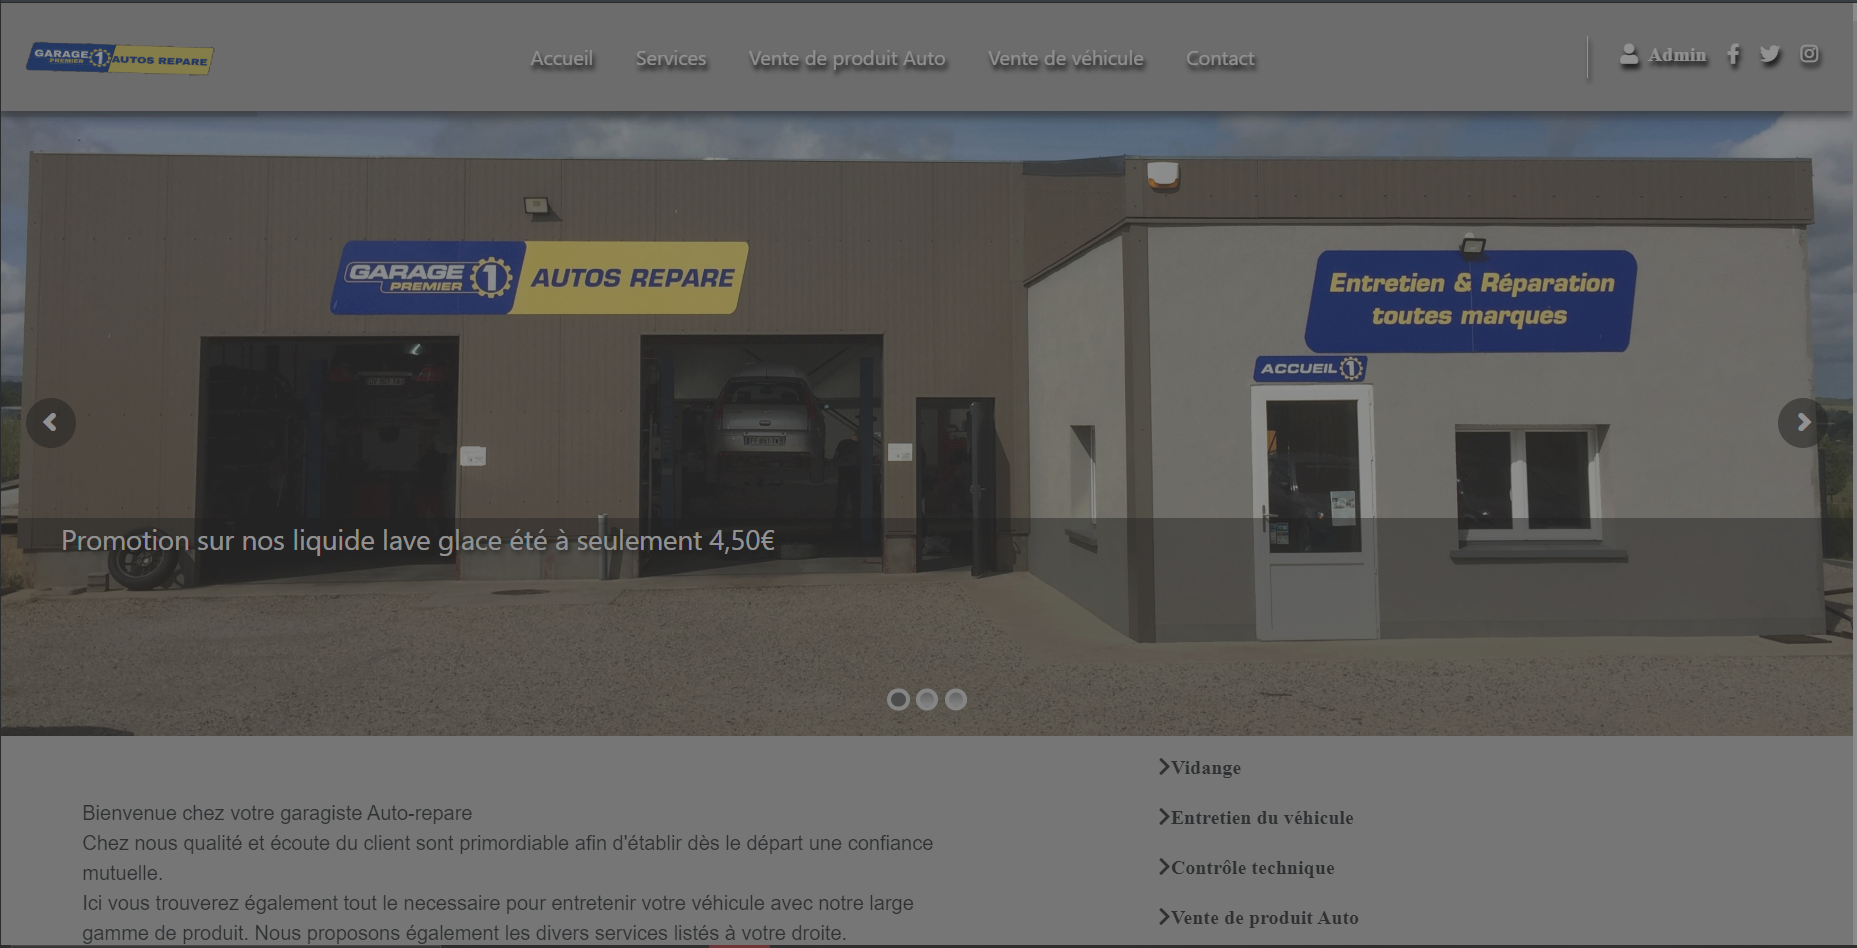 GARAGE PREMIER 1 AUTOS REPARE
Accueil Services Vente de produit Auto Vente de véhicule Contact
Admin
GARAGE
PREMIER
1
AUTOS REPARE
Entretien & Réparation
toutes marques
ACCUEIL 1
Promotion sur nos liquide lave glace été à seulement 4,50€
Bienvenue chez votre garagiste Auto-repare
Chez nous qualité et écoute du client sont primordiable afin d'établir dès le départ une confiance
mutuelle.
Ici vous trouverez également tout le necessaire pour entretenir votre véhicule avec notre large
gamme de produit. Nous proposons également les divers services listés à votre droite.
Vidange
Entretien du véhicule
Contrôle technique
Vente de produit Auto